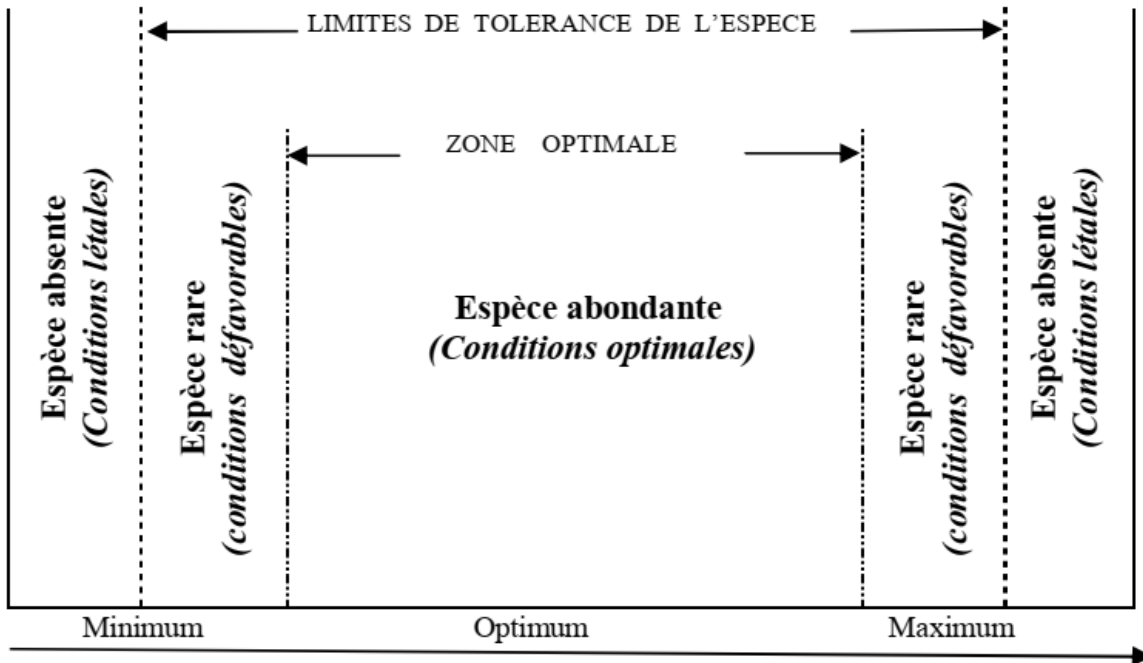 LIMITES DE TOLERANCE DE L'ESPECE
ZONE OPTIMALE
Espèce absente
(Conditions létales)
Espèce rare
(conditions défavorables)
Espèce abondante
(Conditions optimales)
Espèce rare
(conditions défavorables)
Espèce absente
(Conditions létales)
Minimum
Optimum
Maximum